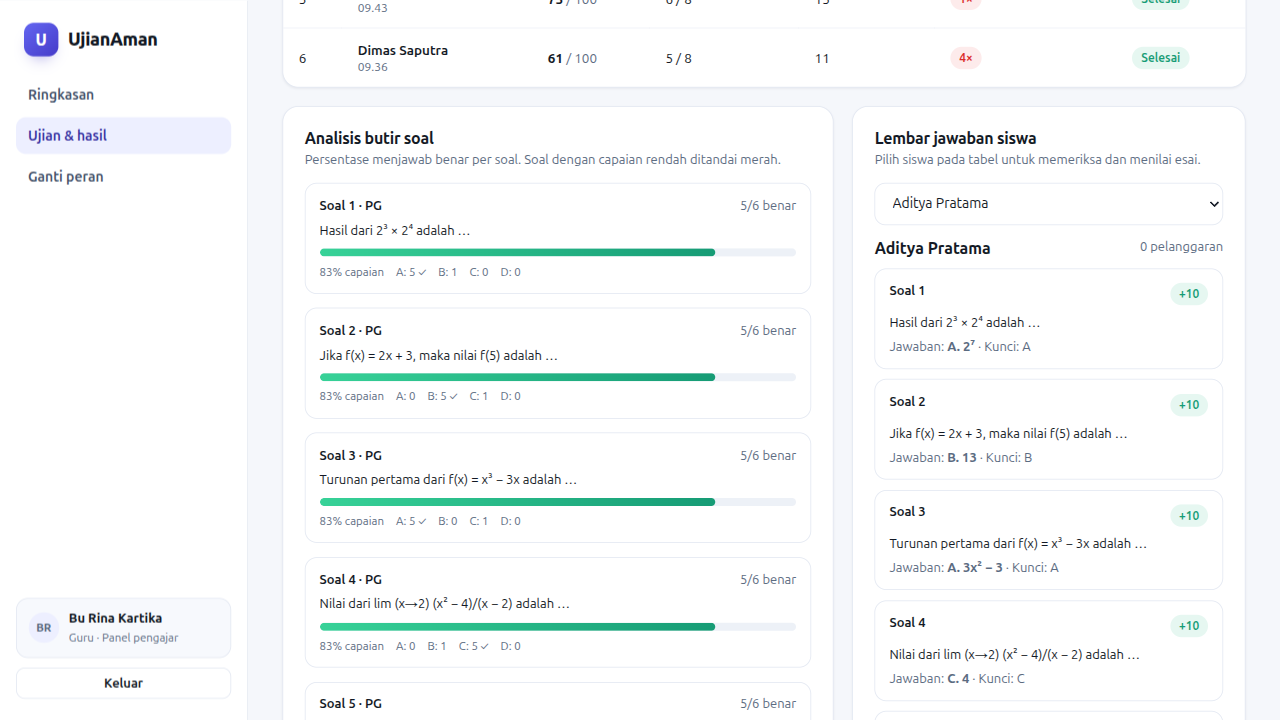 U UjianAman
Ringkasan
Ujian & hasil
Ganti peran
BR Bu Rina Kartika
Guru · Panel pengajar
Keluar
09.43
6 Dimas Saputra 61 / 100 5 / 8 11 4× Selesai
09.36
Analisis butir soal
Persentase menjawab benar per soal. Soal dengan capaian rendah ditandai merah.
Soal 1 · PG 5/6 benar
Hasil dari 2³ × 2⁴ adalah …
83% capaian A: 5 ✓ B: 1 C: 0 D: 0
Soal 2 · PG 5/6 benar
Jika f(x) = 2x + 3, maka nilai f(5) adalah …
83% capaian A: 0 B: 5 ✓ C: 1 D: 0
Soal 3 · PG 5/6 benar
Turunan pertama dari f(x) = x³ − 3x adalah …
83% capaian A: 5 ✓ B: 0 C: 1 D: 0
Soal 4 · PG 5/6 benar
Nilai dari lim (x→2) (x² − 4)/(x − 2) adalah …
83% capaian A: 0 B: 1 C: 5 ✓ D: 0
Soal 5 · PG 5/6 benar
Lembar jawaban siswa
Pilih siswa pada tabel untuk memeriksa dan menilai esai.
Aditya Pratama
Aditya Pratama 0 pelanggaran
Soal 1 +10
Hasil dari 2³ × 2⁴ adalah …
Jawaban: A. 2⁷ · Kunci: A
Soal 2 +10
Jika f(x) = 2x + 3, maka nilai f(5) adalah …
Jawaban: B. 13 · Kunci: B
Soal 3 +10
Turunan pertama dari f(x) = x³ − 3x adalah …
Jawaban: A. 3x² − 3 · Kunci: A
Soal 4 +10
Nilai dari lim (x→2) (x² − 4)/(x − 2) adalah …
Jawaban: C. 4 · Kunci: C